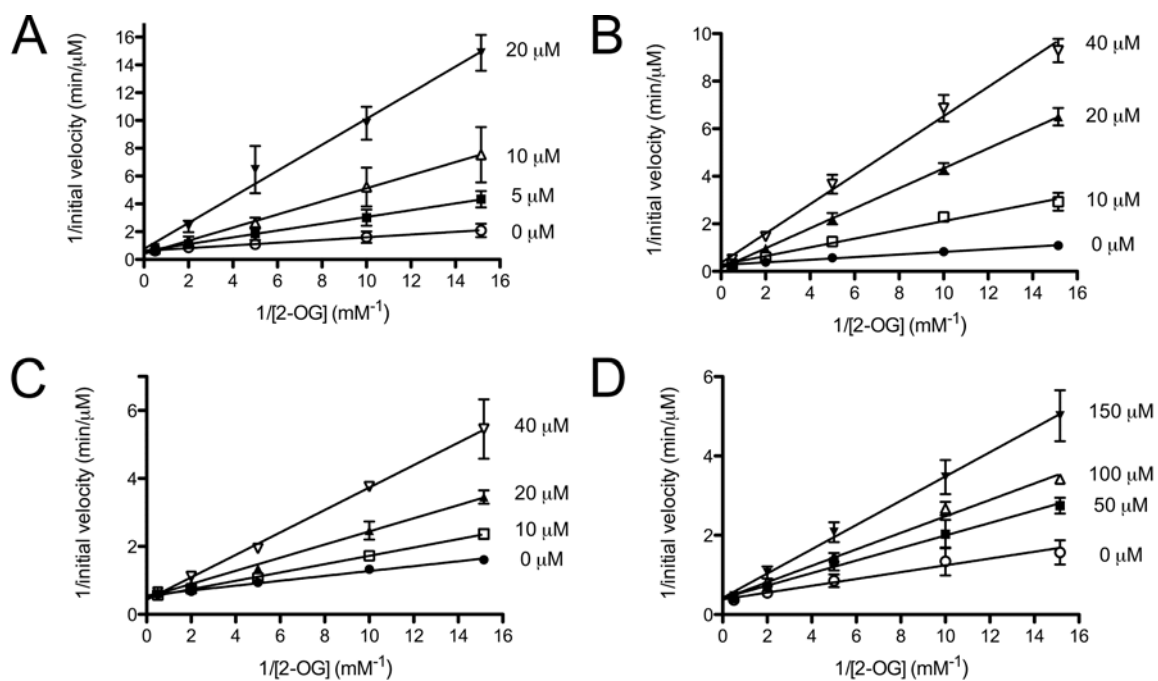 A
1/initial velocity (min/μM)
16
14
12
10
8
6
4
2
0
0 2 4 6 8 10 12 14 16
1/[2-OG] (mM-1)
20 μM
10 μM
5 μM
0 μM
B
1/initial velocity (min/μM)
10
8
6
4
2
0
0 2 4 6 8 10 12 14 16
1/[2-OG] (mM-1)
40 μM
20 μM
10 μM
0 μM
C
1/initial velocity (min/μM)
6
4
2
0
0 2 4 6 8 10 12 14 16
1/[2-OG] (mM-1)
40 μM
20 μM
10 μM
0 μM
D
1/initial velocity (min/μM)
6
4
2
0
0 2 4 6 8 10 12 14 16
1/[2-OG] (mM-1)
150 μM
100 μM
50 μM
0 μM